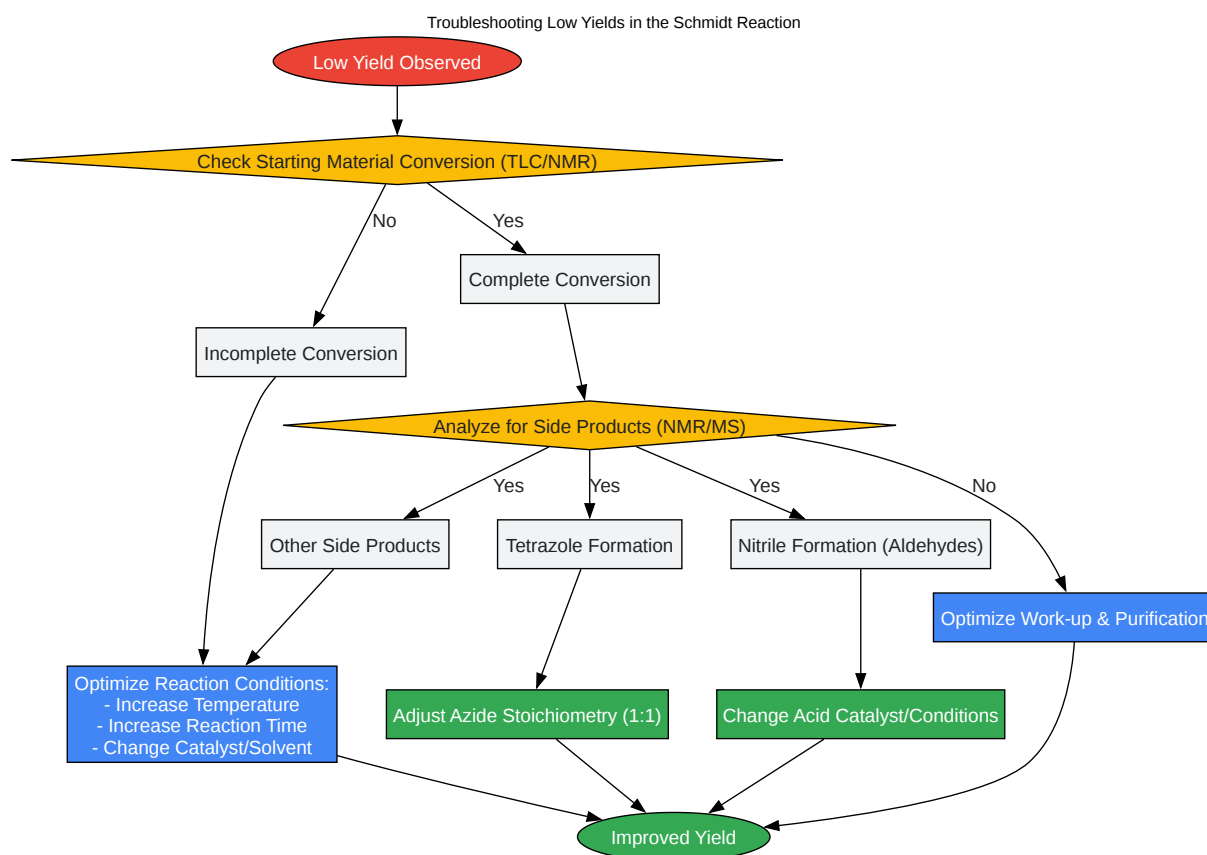 Troubleshooting Low Yields in the Schmidt Reaction
Low Yield Observed
Check Starting Material Conversion (TLC/NMR)
No
Yes
Complete Conversion
Incomplete Conversion
Analyze for Side Products (NMR/MS)
Yes
Yes
Yes
No
Other Side Products
Tetrazole Formation
Nitrile Formation (Aldehydes)
Optimize Work-up & Purification
Optimize Reaction Conditions:
- Increase Temperature
- Increase Reaction Time
- Change Catalyst/Solvent
Adjust Azide Stoichiometry (1:1)
Change Acid Catalyst/Conditions
Improved Yield